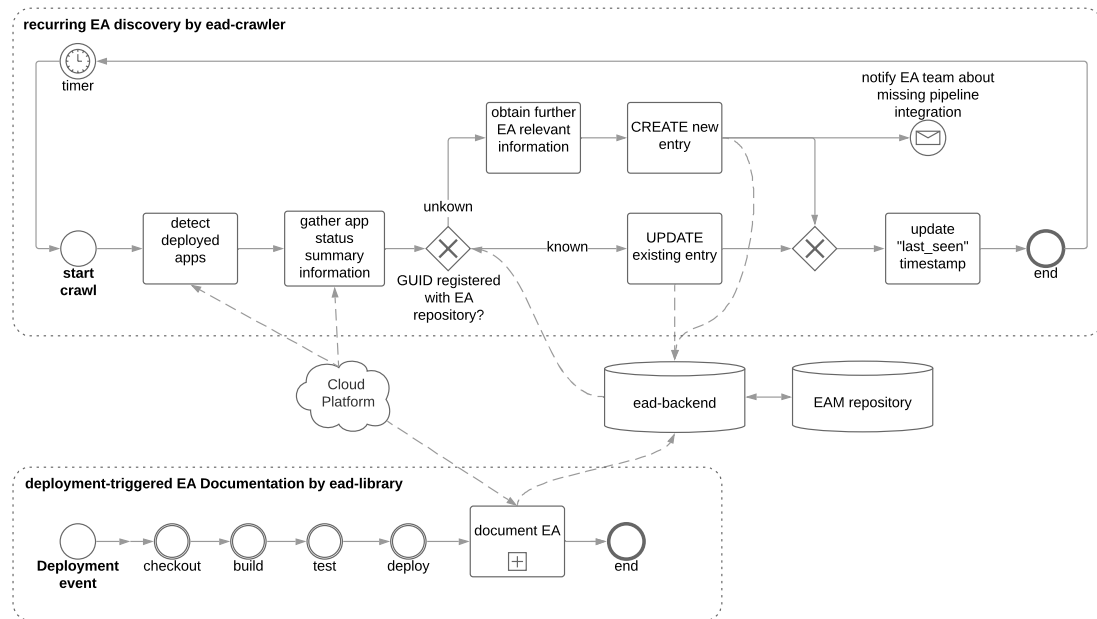 recurring EA discovery by ead-crawler
timer
notify EA team about
missing pipeline
integration
obtain further
EA relevant
information
CREATE new
entry
unkown
detect
deployed
apps
gather app
status
summary
information
known
UPDATE
existing entry
update
"last_seen"
timestamp
start
crawl
GUID registered
with EA
repository?
end
Cloud
Platform
ead-backend
EAM repository
deployment-triggered EA Documentation by ead-library
document EA
Deployment
event
checkout
build
test
deploy
end